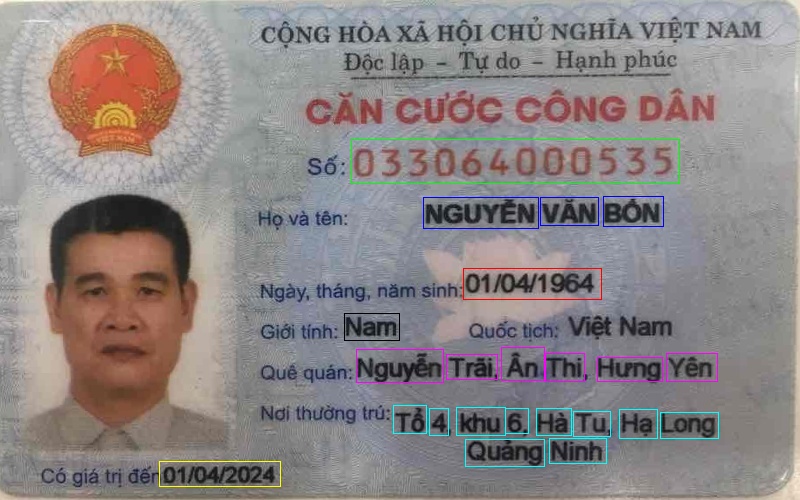 CỘNG HÒA XÃ HỘI CHỦ NGHĨA VIỆT NAM
Độc lập - Tự do - Hạnh phúc
CĂN CƯỚC CÔNG DÂN
Số: 033064000535
Họ và tên: NGUYỄN VĂN BỐN
Ngày, tháng, năm sinh: 01/04/1964
Giới tính: Nam Quốc tịch: Việt Nam
Quê quán: Nguyễn Trãi, Ân Thi, Hưng Yên
Nơi thường trú: Tổ 4, khu 6, Hà Tu, Hạ Long
Quảng Ninh
Có giá trị đến 01/04/2024